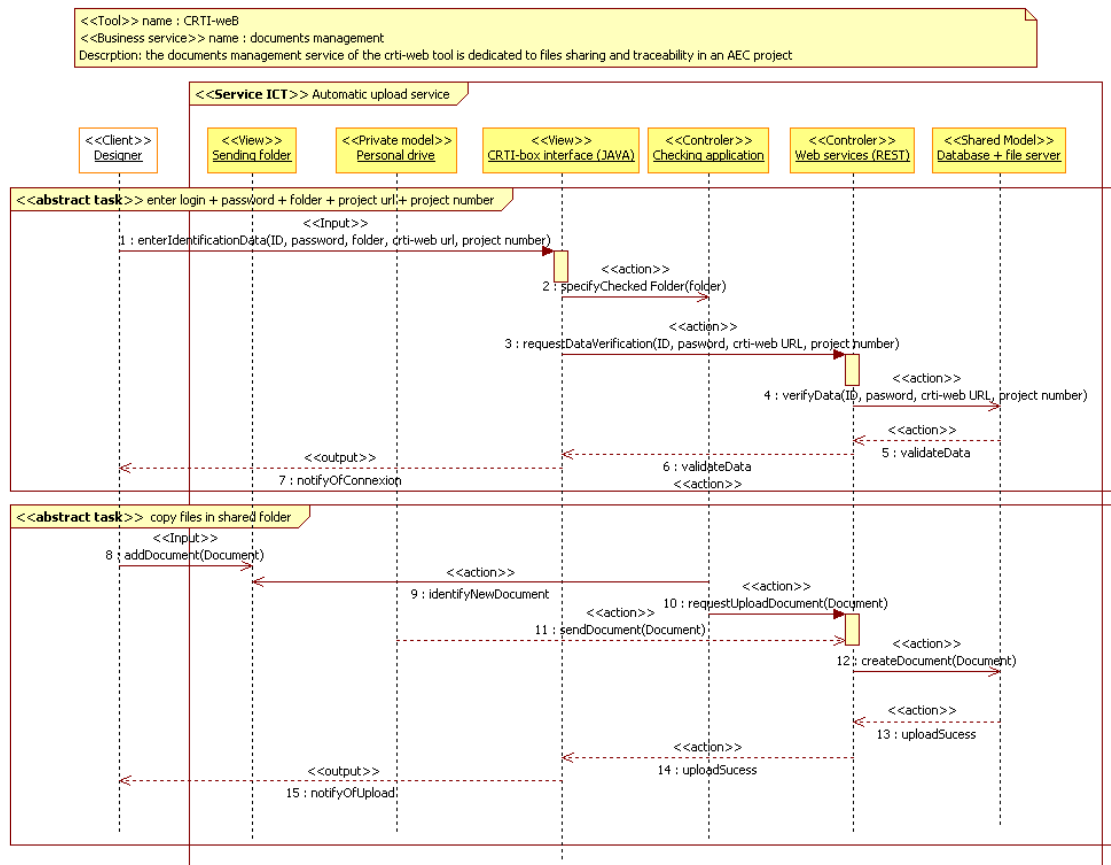 <<Tool>> name : CRTI-weB
<<Business service>> name : documents management
Descrption: the documents management service of the crti-web tool is dedicated to files sharing and traceability in an AEC project
<<Service ICT>> Automatic upload service
<<Client>>
Designer
<<View>>
Sending folder
<<Private model>>
Personal drive
<<View>>
CRTI-box interface (JAVA)
<<Controler>>
Checking application
<<Controler>>
Web services (REST)
<<Shared Model>>
Database + file server
<<abstract task>> enter login + password + folder + project url + project number
<<Input>>
1 : enterIdentificationData(ID, password, folder, crti-web url, project number)
<<action>>
2 : specifyChecked Folder(folder)
<<action>>
3 : requestDataVerification(ID, pasword, crti-web URL, project number)
<<action>>
4 : verifyData(ID, pasword, crti-web URL, project number)
<<action>>
5 : validateData
6 : validateData
<<action>>
<<output>>
7 : notifyOfConnexion
<<abstract task>> copy files in shared folder
<<Input>>
8 : addDocument(Document)
<<action>>
9 : identifyNewDocument
<<action>>
10 : requestUploadDocument(Document)
<<action>>
11 : sendDocument(Document)
<<action>>
12 : createDocument(Document)
<<action>>
13 : uploadSucess
<<action>>
14 : uploadSucess
<<output>>
15 : notifyOfUpload